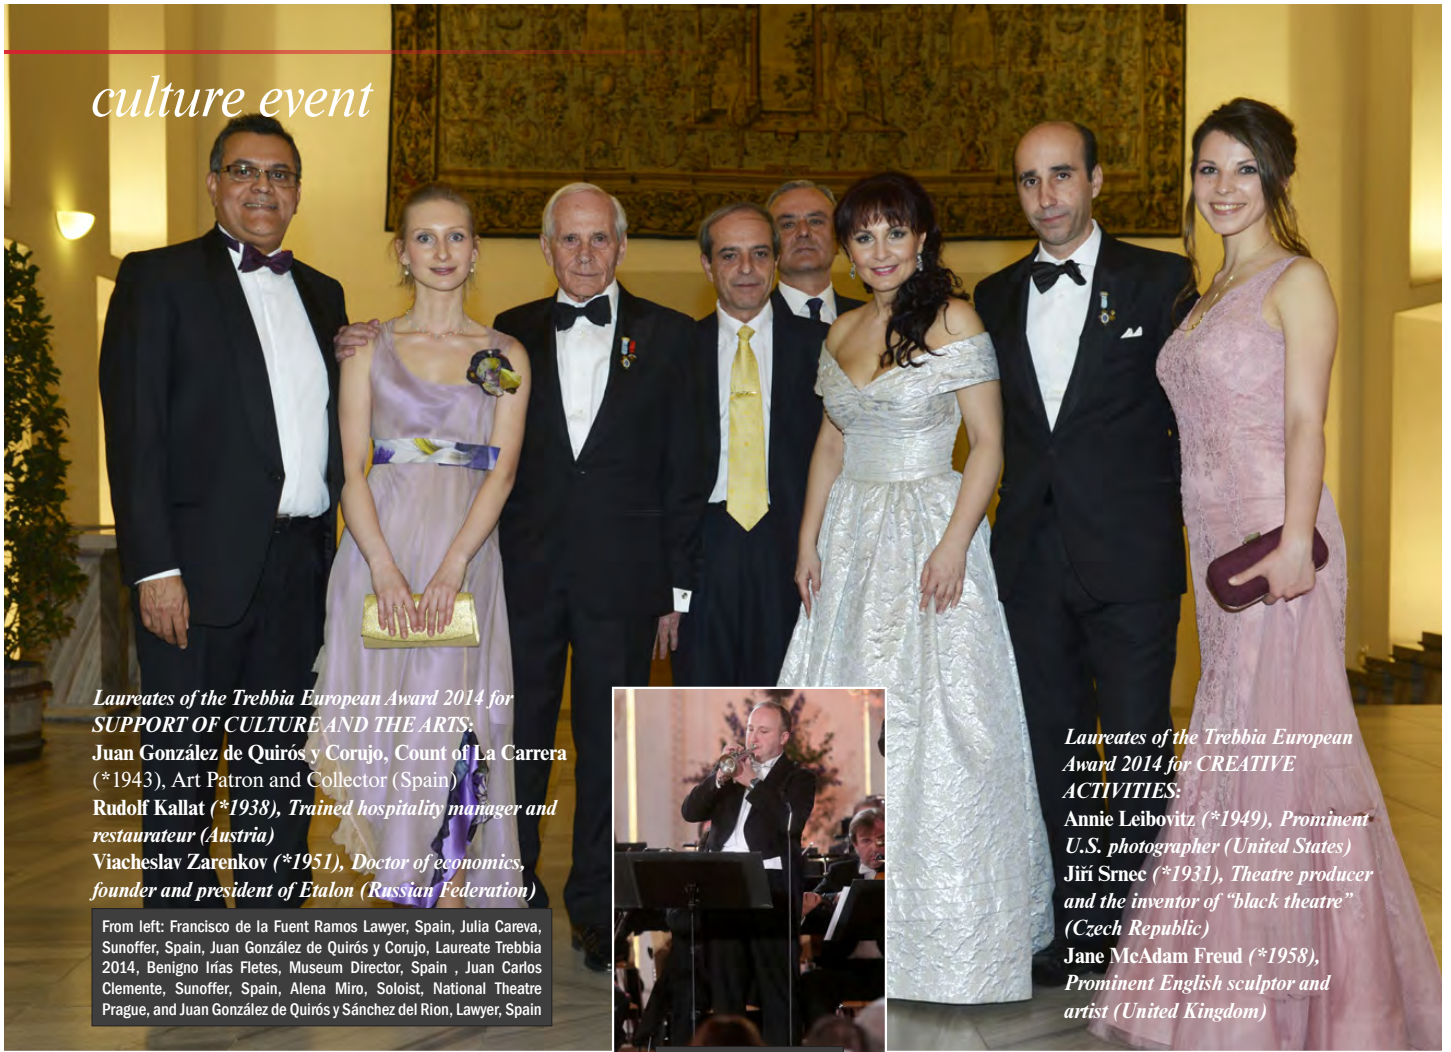 culture event
Laureates of the Trebbia European Award 2014 for
SUPPORT OF CULTURE AND THE ARTS:
Juan González de Quirós y Corujo, Count of La Carrera
(*1943), Art Patron and Collector (Spain)
Rudolf Kallat (*1938), Trained hospitality manager and
restaurateur (Austria)
Viacheslav Zarenkov (*1951), Doctor of economics,
founder and president of Etalon (Russian Federation)
From left: Francisco de la Fuent Ramos Lawyer, Spain, Julia Careva,
Sunoffer, Spain, Juan González de Quirós y Corujo, Laureate Trebbia
2014, Benigno Irías Fletes, Museum Director, Spain , Juan Carlos
Clemente, Sunoffer, Spain, Alena Miro, Soloist, National Theatre
Prague, and Juan González de Quirós y Sánchez del Rion, Lawyer, Spain
Laureates of the Trebbia European
Award 2014 for CREATIVE
ACTIVITIES:
Annie Leibovitz (*1949), Prominent
U.S. photographer (United States)
Jiří Srnec (*1931), Theatre producer
and the inventor of “black theatre”
(Czech Republic)
Jane McAdam Freud (*1958),
Prominent English sculptor and
artist (United Kingdom)